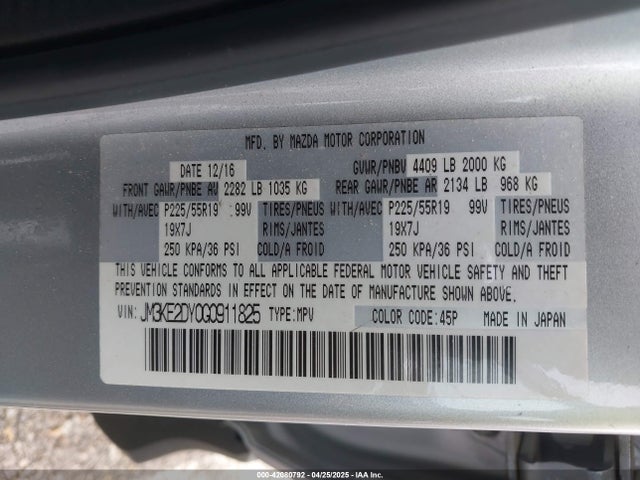 MFD. BY MAZDA MOTOR CORPORATION
DATE 12/16 GVWR/PNBV 4409 LB 2000 KG
FRONT GAWR/PNBE AV 2282 LB 1035 KG REAR GAWR/PNBE AR 2134 LB 968 KG
WITH/AVEC P225/55R19 99V TIRES/PNEUS WITH/AVEC P225/55R19 99V TIRES/PNEUS
19X7J RIMS/JANTES 19X7J RIMS/JANTES
250 KPA/36 PSI COLD/A FROID 250 KPA/36 PSI COLD/A FROID
THIS VEHICLE CONFORMS TO ALL APPLICABLE FEDERAL MOTOR VEHICLE SAFETY AND THEFT
PREVENTION STANDARDS IN EFFECT ON THE DATE OF MANUFACTURE SHOWN ABOVE.
VIN: JM3KE2DY0G0911825 TYPE: MPV COLOR CODE: 45P MADE IN JAPAN
000-42080792 - 04/25/2025 - IAA Inc.